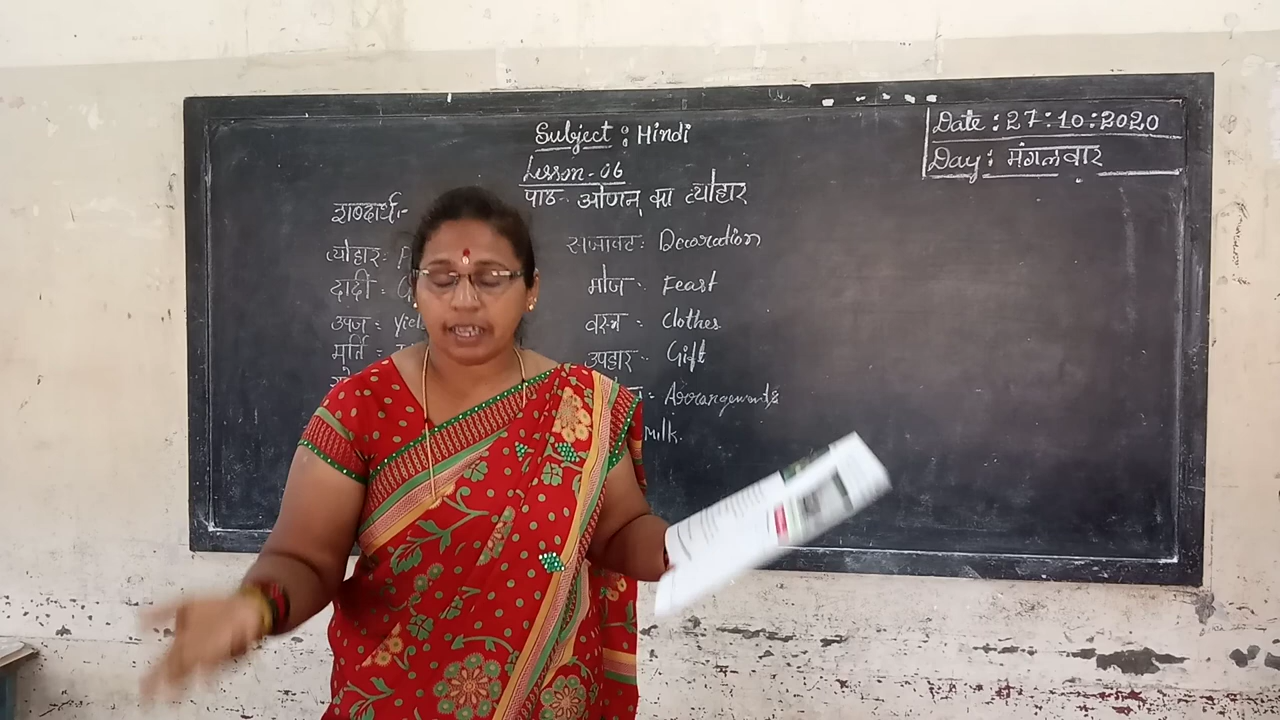 Subject : Hindi
Lesson - 06
पाठ - ओणम् का त्योहार
Date : 27:10:2020
Day : मंगलवार
शब्दार्थ :-
त्योहार :
दादी :
उपज :
मूर्ति :
सजावट : Decoration
भोज : Feast
वस्त्र : Clothes
उपहार : Gift
: Arrangements
Milk.